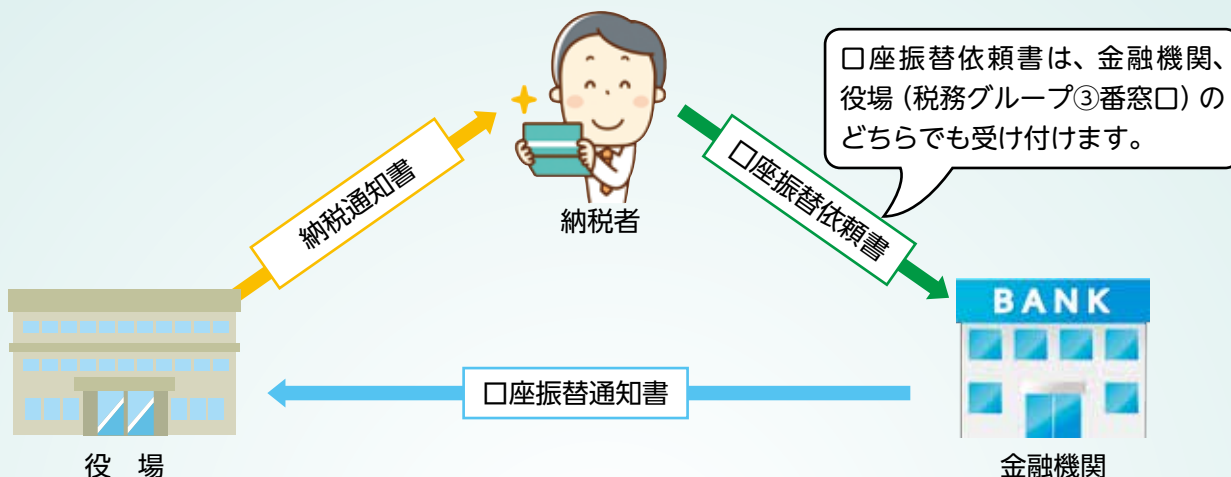 口座振替依頼書は、金融機関、
役場（税務グループ③番窓口）の
どちらでも受け付けます。
納税通知書
納税者
口座振替依頼書
BANK
口座振替通知書
役　場
金融機関